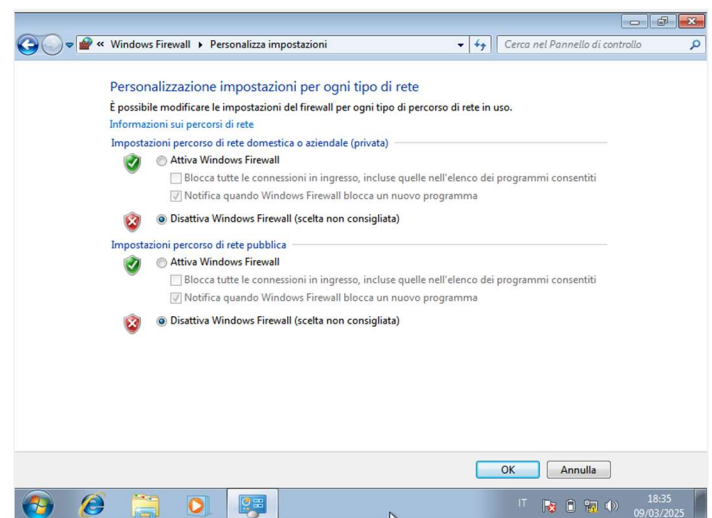 « Windows Firewall ▸ Personalizza impostazioni
Cerca nel Pannello di controllo
Personalizzazione impostazioni per ogni tipo di rete
È possibile modificare le impostazioni del firewall per ogni tipo di percorso di rete in uso.
Informazioni sui percorsi di rete
Impostazioni percorso di rete domestica o aziendale (privata)
Attiva Windows Firewall
Blocca tutte le connessioni in ingresso, incluse quelle nell'elenco dei programmi consentiti
Notifica quando Windows Firewall blocca un nuovo programma
Disattiva Windows Firewall (scelta non consigliata)
Impostazioni percorso di rete pubblica
Attiva Windows Firewall
Blocca tutte le connessioni in ingresso, incluse quelle nell'elenco dei programmi consentiti
Notifica quando Windows Firewall blocca un nuovo programma
Disattiva Windows Firewall (scelta non consigliata)
OK
Annulla
IT
18:35
09/03/2025